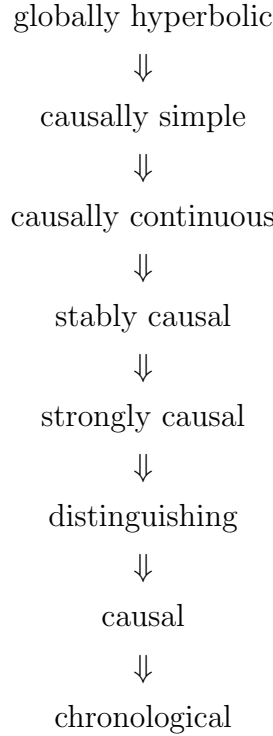 globally hyperbolic
⇓
causally simple
⇓
causally continuous
⇓
stably causal
⇓
strongly causal
⇓
distinguishing
⇓
causal
⇓
chronological